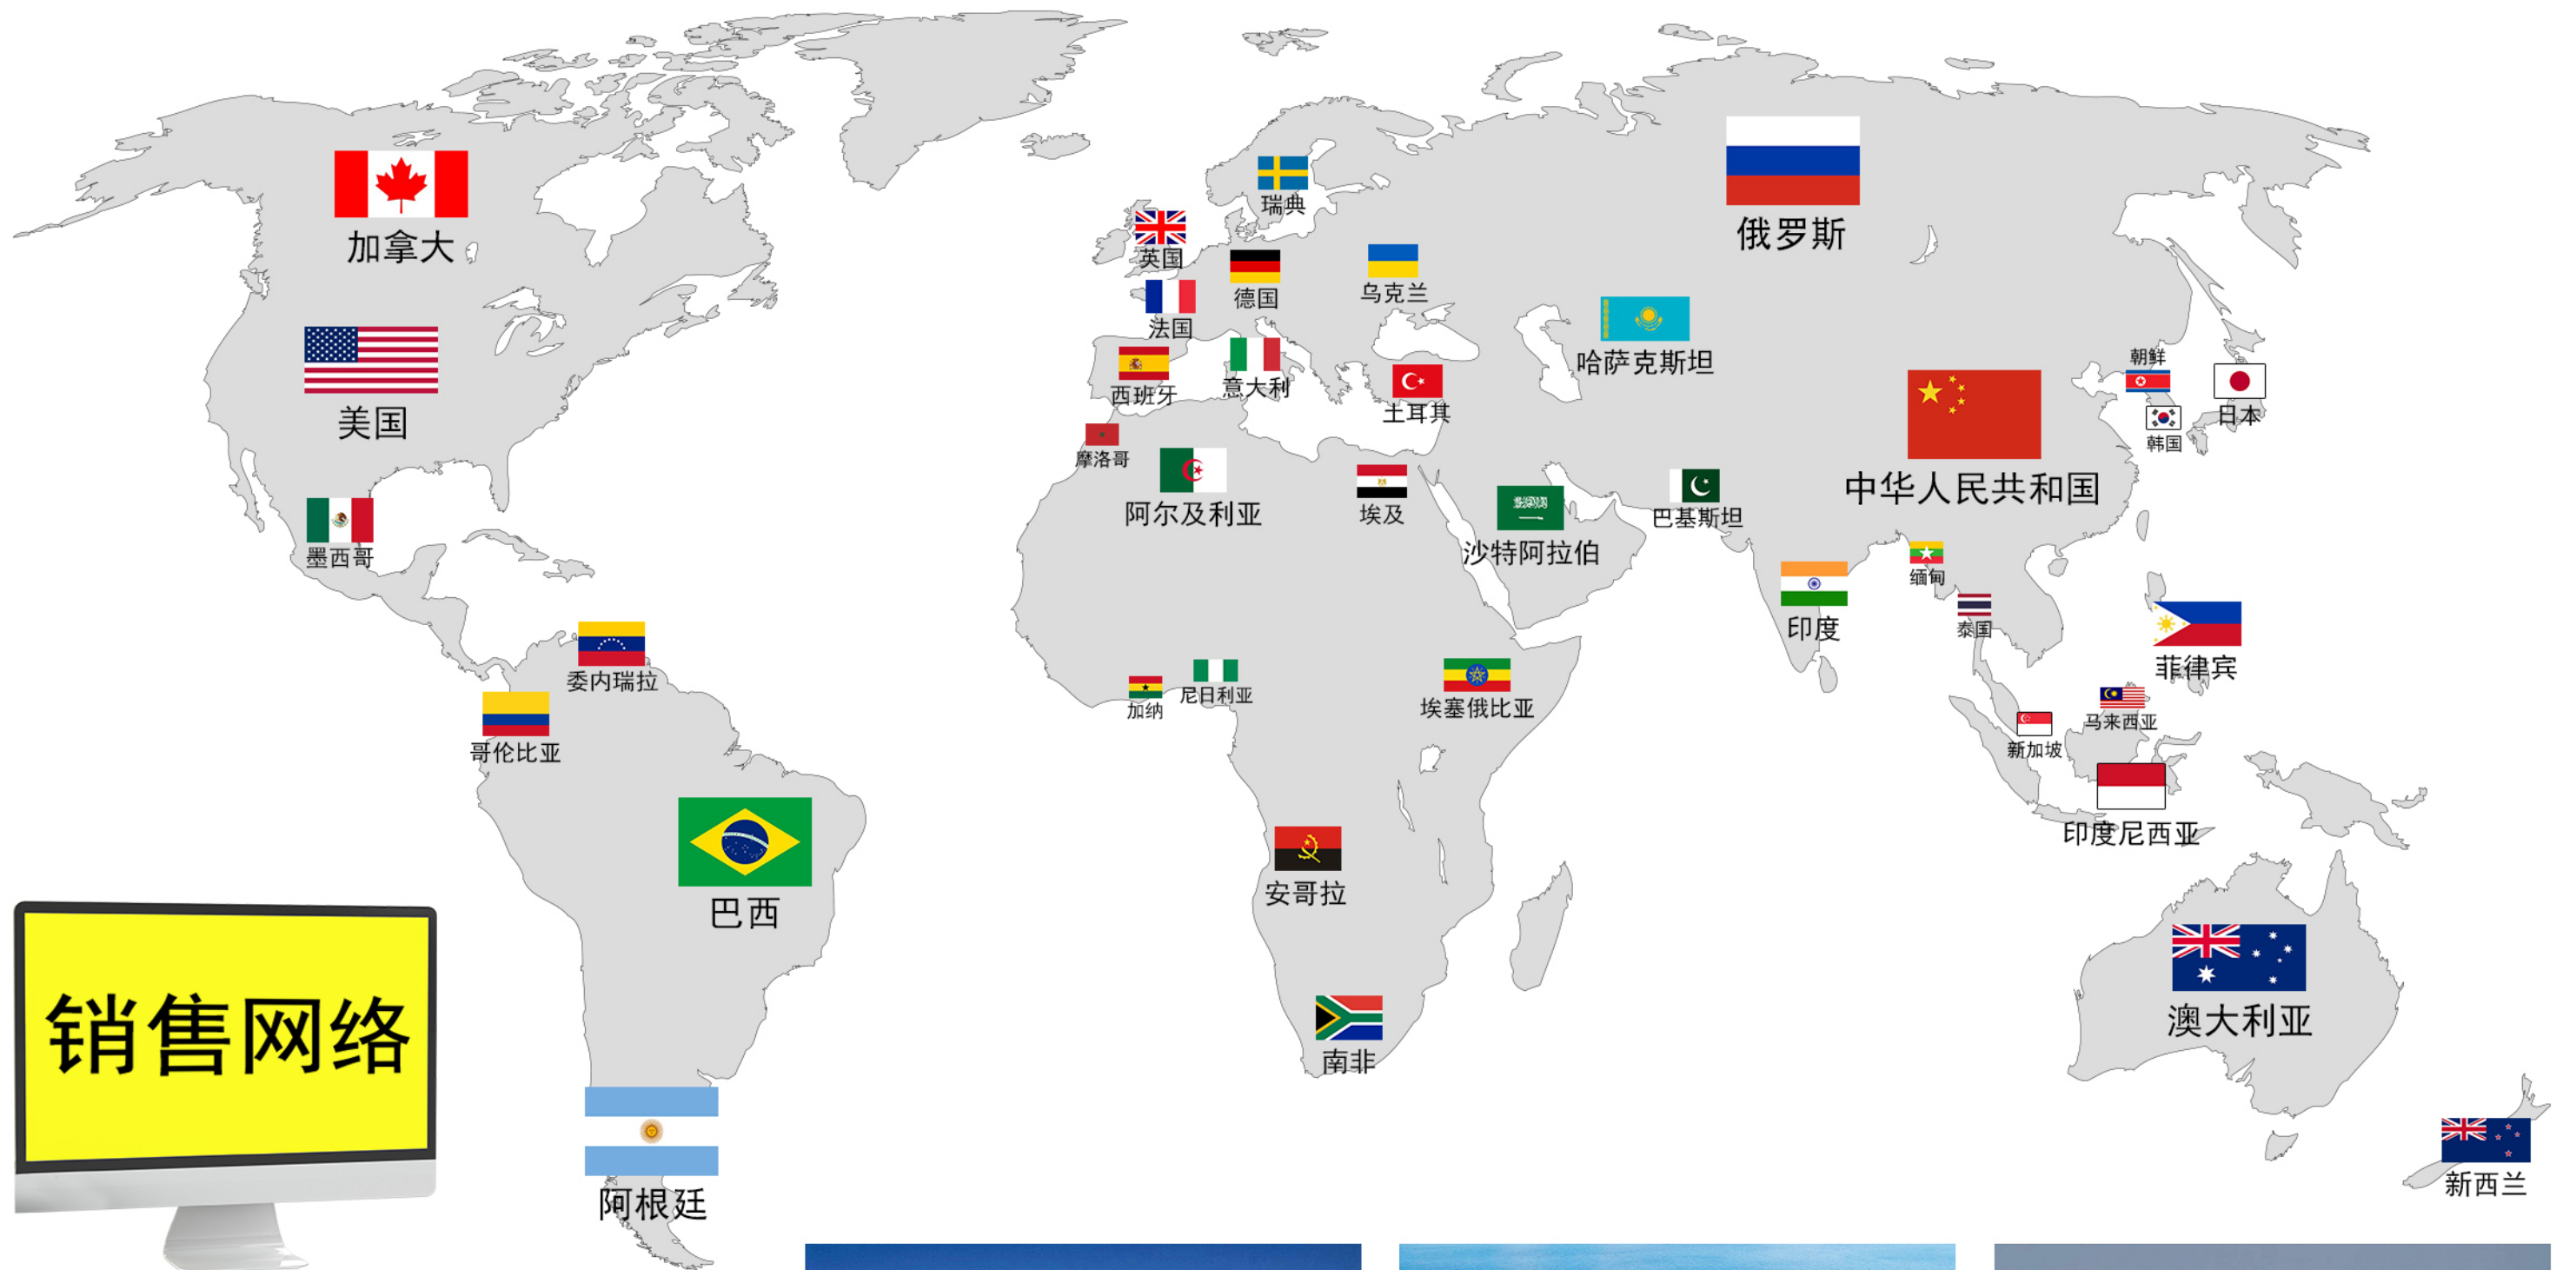 加拿大
美国
墨西哥
委内瑞拉
哥伦比亚
巴西
阿根廷
瑞典
英国
德国
法国
乌克兰
西班牙
意大利
土耳其
摩洛哥
阿尔及利亚
埃及
加纳
尼日利亚
埃塞俄比亚
安哥拉
南非
俄罗斯
哈萨克斯坦
朝鲜
日本
韩国
中华人民共和国
沙特阿拉伯
巴基斯坦
印度
缅甸
泰国
菲律宾
马来西亚
新加坡
印度尼西亚
澳大利亚
新西兰
销售网络